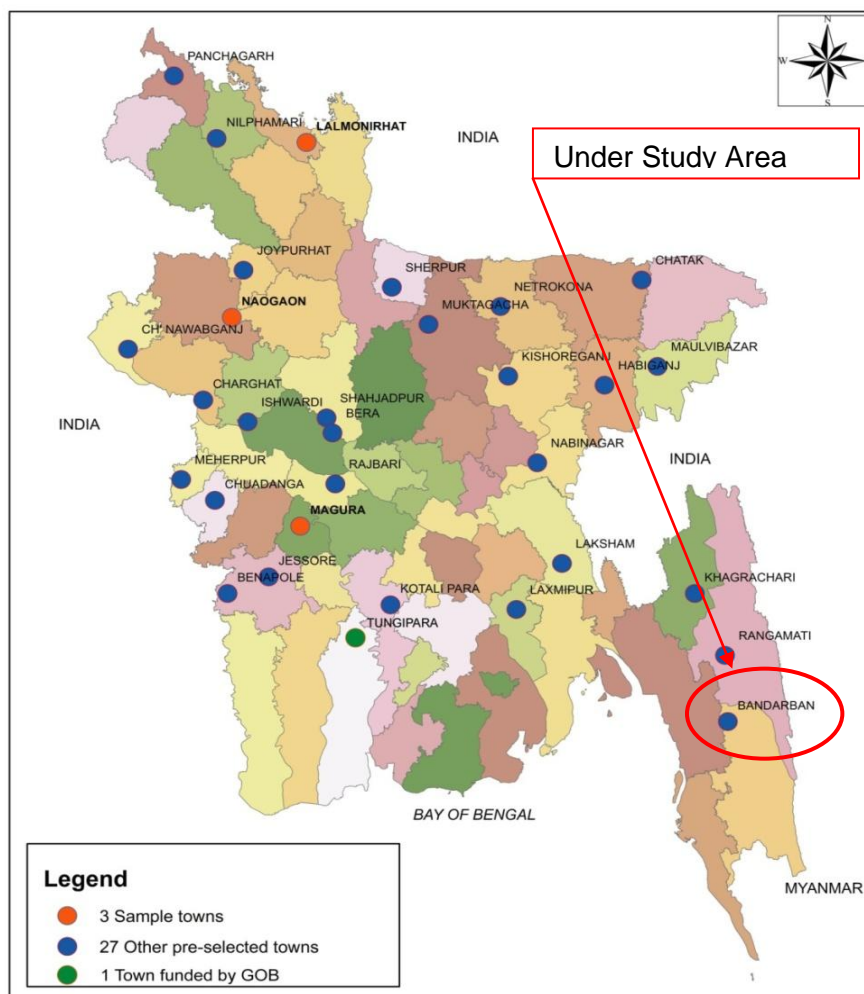 N
W E
S
PANCHAGARH
NILPHAMARI
LALMONIRHAT
INDIA
Under Study Area
JOYPURHAT
SHERPUR
CHATAK
NETROKONA
NAOGAON
MUKTAGACHA
CH' NAWABGANJ
MAULVIBAZAR
KISHOREGANJ
HABIGANJ
CHARGHAT
SHAHJADPUR
ISHWARDI
BERA
INDIA
NABINAGAR
MEHERPUR
RAJBARI
INDIA
CHUADANGA
MAGURA
LAKSHAM
JESSORE
BENAPOLE
KHAGRACHARI
KOTALI PARA
LAXMIPUR
TUNGIPARA
RANGAMATI
BANDARBAN
BAY OF BENGAL
MYANMAR
Legend
3 Sample towns
27 Other pre-selected towns
1 Town funded by GOB